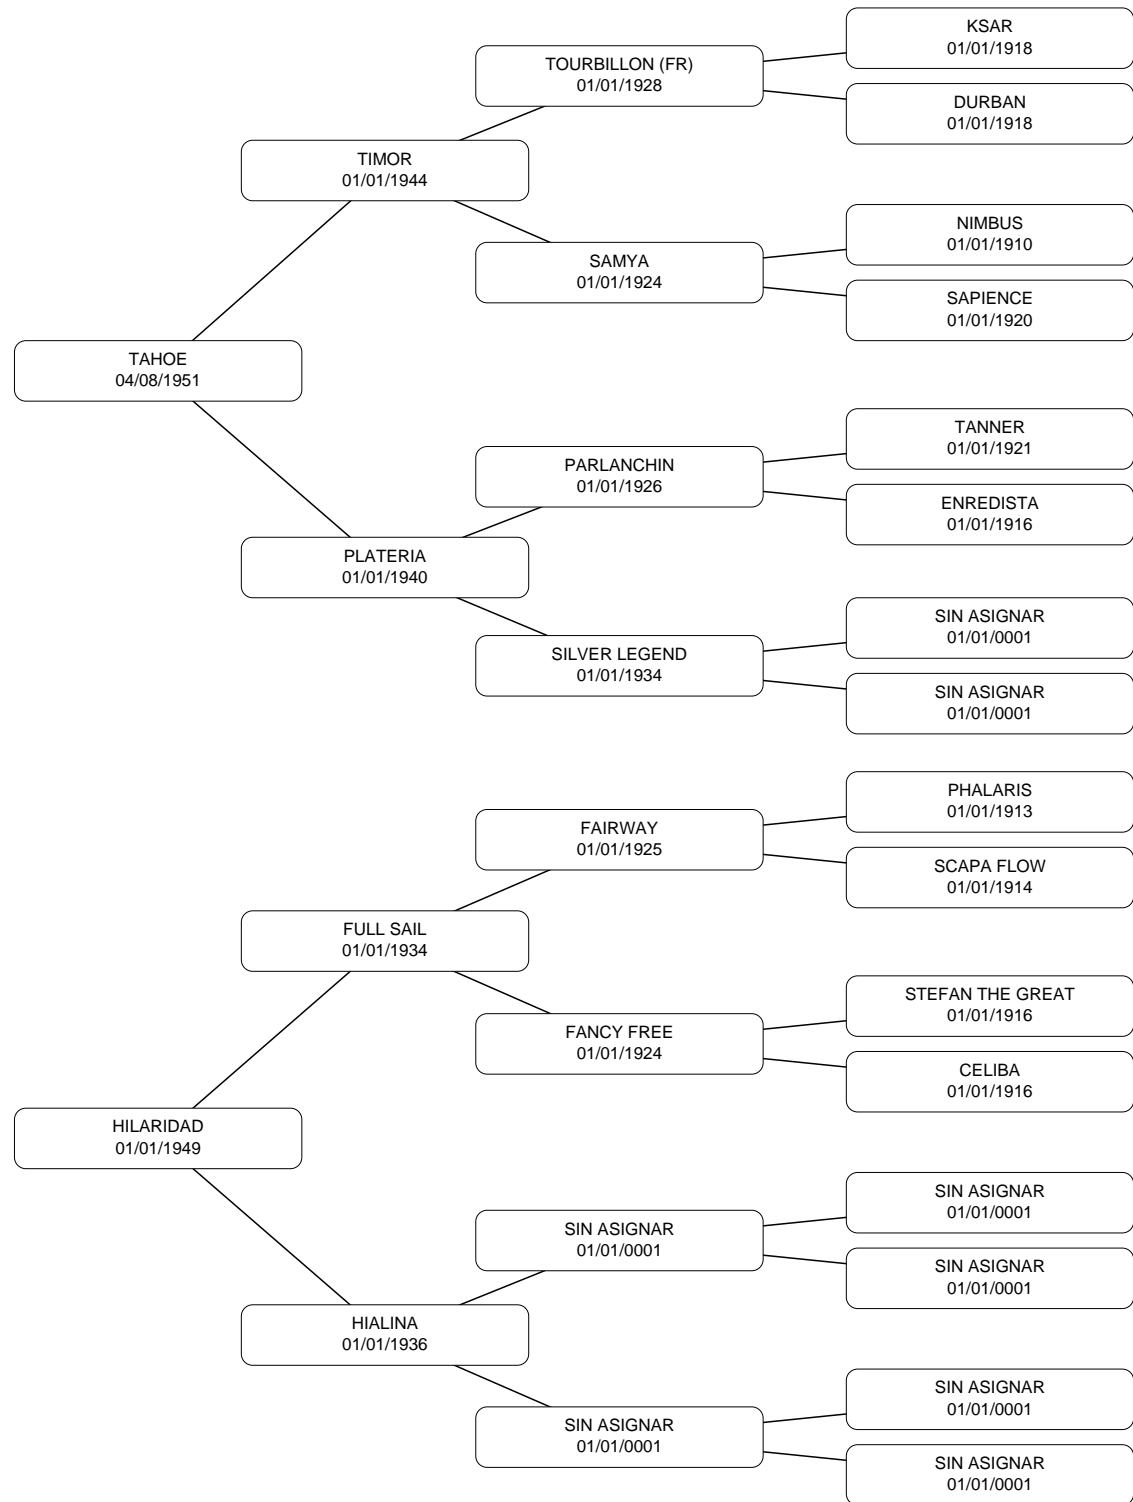 KSAR
01/01/1918
TOURBILLON (FR)
01/01/1928
DURBAN
01/01/1918
TIMOR
01/01/1944
NIMBUS
01/01/1910
SAMYA
01/01/1924
SAPIENCE
01/01/1920
TAHOE
04/08/1951
TANNER
01/01/1921
PARLANCHIN
01/01/1926
ENREDISTA
01/01/1916
PLATERIA
01/01/1940
SIN ASIGNAR
01/01/0001
SILVER LEGEND
01/01/1934
SIN ASIGNAR
01/01/0001
PHALARIS
01/01/1913
FAIRWAY
01/01/1925
SCAPA FLOW
01/01/1914
FULL SAIL
01/01/1934
STEFAN THE GREAT
01/01/1916
FANCY FREE
01/01/1924
CELIBA
01/01/1916
HILARIDAD
01/01/1949
SIN ASIGNAR
01/01/0001
SIN ASIGNAR
01/01/0001
SIN ASIGNAR
01/01/0001
HIALINA
01/01/1936
SIN ASIGNAR
01/01/0001
SIN ASIGNAR
01/01/0001
SIN ASIGNAR
01/01/0001